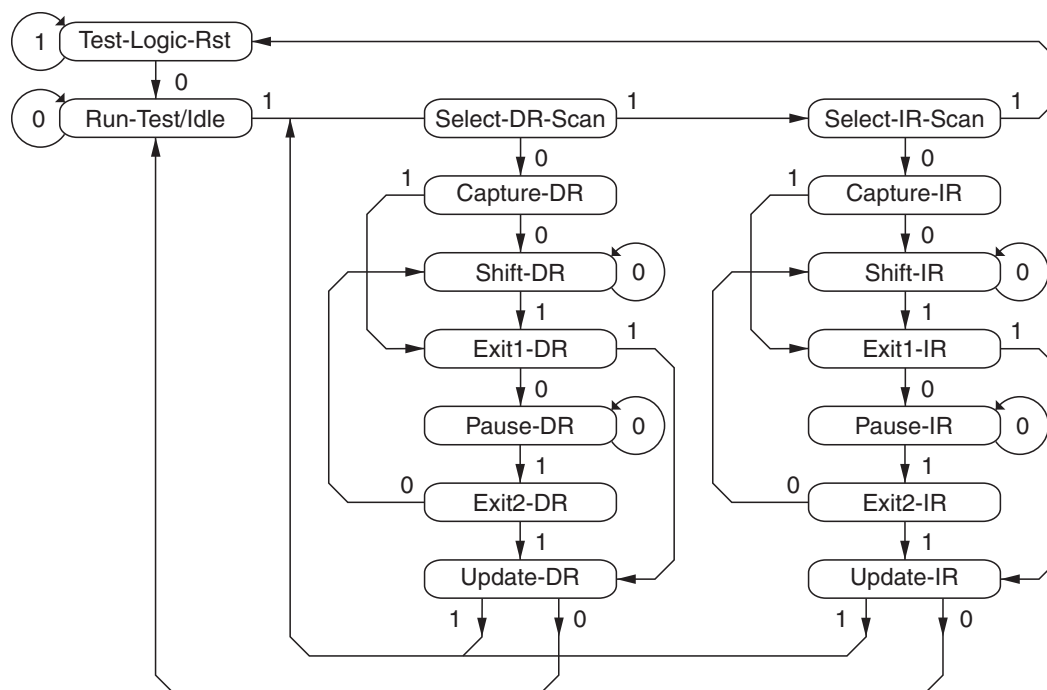 1 Test-Logic-Rst
0
0 Run-Test/Idle 1 Select-DR-Scan 1 Select-IR-Scan 1
0 0
1 Capture-DR 1 Capture-IR
0 0
Shift-DR 0 Shift-IR 0
1 1
Exit1-DR 1 Exit1-IR 1
0 0
Pause-DR 0 Pause-IR 0
1 1
0 Exit2-DR 0 Exit2-IR
1 1
Update-DR Update-IR
1 0 1 0